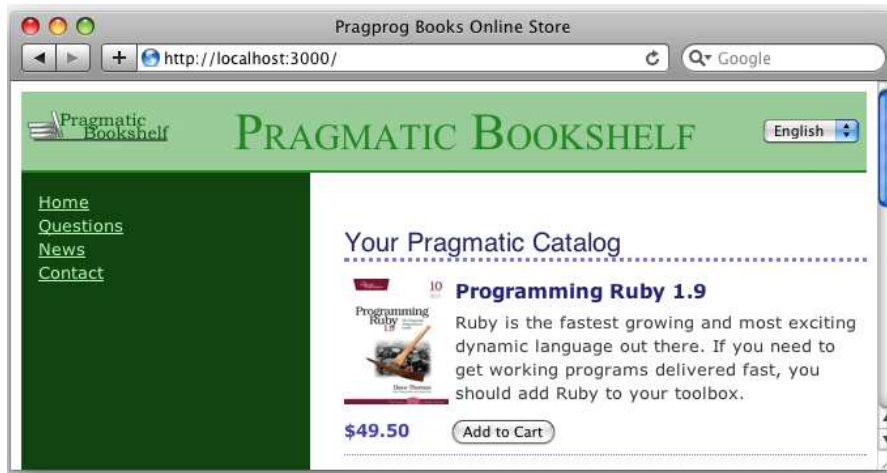 Pragprog Books Online Store
http://localhost:3000/
Google
Pragmatic
Bookshelf
PRAGMATIC BOOKSHELF
English
Home
Questions
News
Contact
Your Pragmatic Catalog
10
Programming
Ruby
1.9
Dave Thomas
Programming Ruby 1.9
Ruby is the fastest growing and most exciting
dynamic language out there. If you need to
get working programs delivered fast, you
should add Ruby to your toolbox.
$49.50
Add to Cart